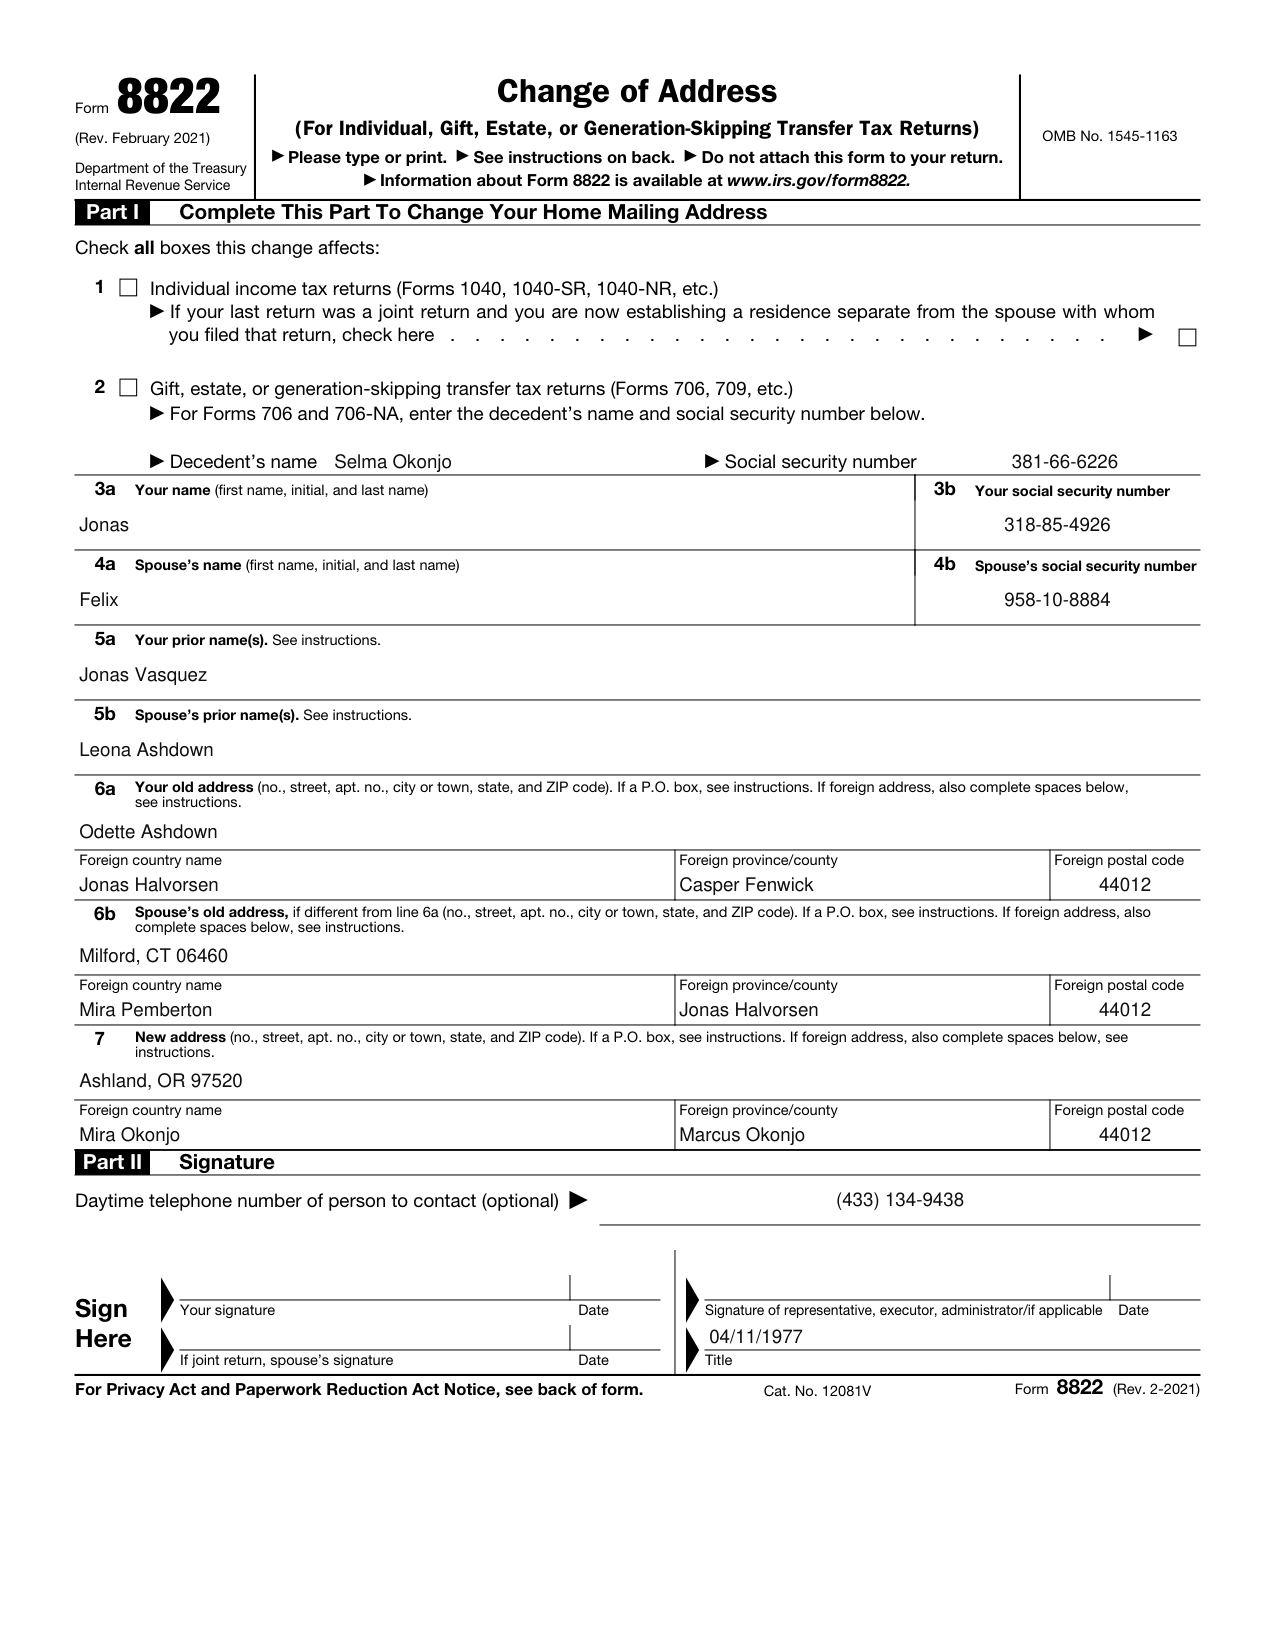 Form 8822
(Rev. February 2021)
Department of the Treasury
Internal Revenue Service
Change of Address
(For Individual, Gift, Estate, or Generation-Skipping Transfer Tax Returns)
▶ Please type or print. ▶ See instructions on back. ▶ Do not attach this form to your return.
▶ Information about Form 8822 is available at www.irs.gov/form8822.
OMB No. 1545-1163
Part I Complete This Part To Change Your Home Mailing Address
Check all boxes this change affects:
1 ☐ Individual income tax returns (Forms 1040, 1040-SR, 1040-NR, etc.)
▶ If your last return was a joint return and you are now establishing a residence separate from the spouse with whom
you filed that return, check here . . . . . . . . . . . . . . . . . . . . . . . . . . . ▶ ☐
2 ☐ Gift, estate, or generation-skipping transfer tax returns (Forms 706, 709, etc.)
▶ For Forms 706 and 706-NA, enter the decedent's name and social security number below.
▶ Decedent's name Selma Okonjo ▶ Social security number 381-66-6226
3a Your name (first name, initial, and last name) 3b Your social security number
Jonas 318-85-4926
4a Spouse's name (first name, initial, and last name) 4b Spouse's social security number
Felix 958-10-8884
5a Your prior name(s). See instructions.
Jonas Vasquez
5b Spouse's prior name(s). See instructions.
Leona Ashdown
6a Your old address (no., street, apt. no., city or town, state, and ZIP code). If a P.O. box, see instructions. If foreign address, also complete spaces below,
see instructions.
Odette Ashdown
Foreign country name Foreign province/county Foreign postal code
Jonas Halvorsen Casper Fenwick 44012
6b Spouse's old address, if different from line 6a (no., street, apt. no., city or town, state, and ZIP code). If a P.O. box, see instructions. If foreign address, also
complete spaces below, see instructions.
Milford, CT 06460
Foreign country name Foreign province/county Foreign postal code
Mira Pemberton Jonas Halvorsen 44012
7 New address (no., street, apt. no., city or town, state, and ZIP code). If a P.O. box, see instructions. If foreign address, also complete spaces below, see
instructions.
Ashland, OR 97520
Foreign country name Foreign province/county Foreign postal code
Mira Okonjo Marcus Okonjo 44012
Part II Signature
Daytime telephone number of person to contact (optional) ▶ (433) 134-9438
Sign
Here
Your signature Date
If joint return, spouse's signature Date
Signature of representative, executor, administrator/if applicable Date
04/11/1977
Title
For Privacy Act and Paperwork Reduction Act Notice, see back of form. Cat. No. 12081V Form 8822 (Rev. 2-2021)